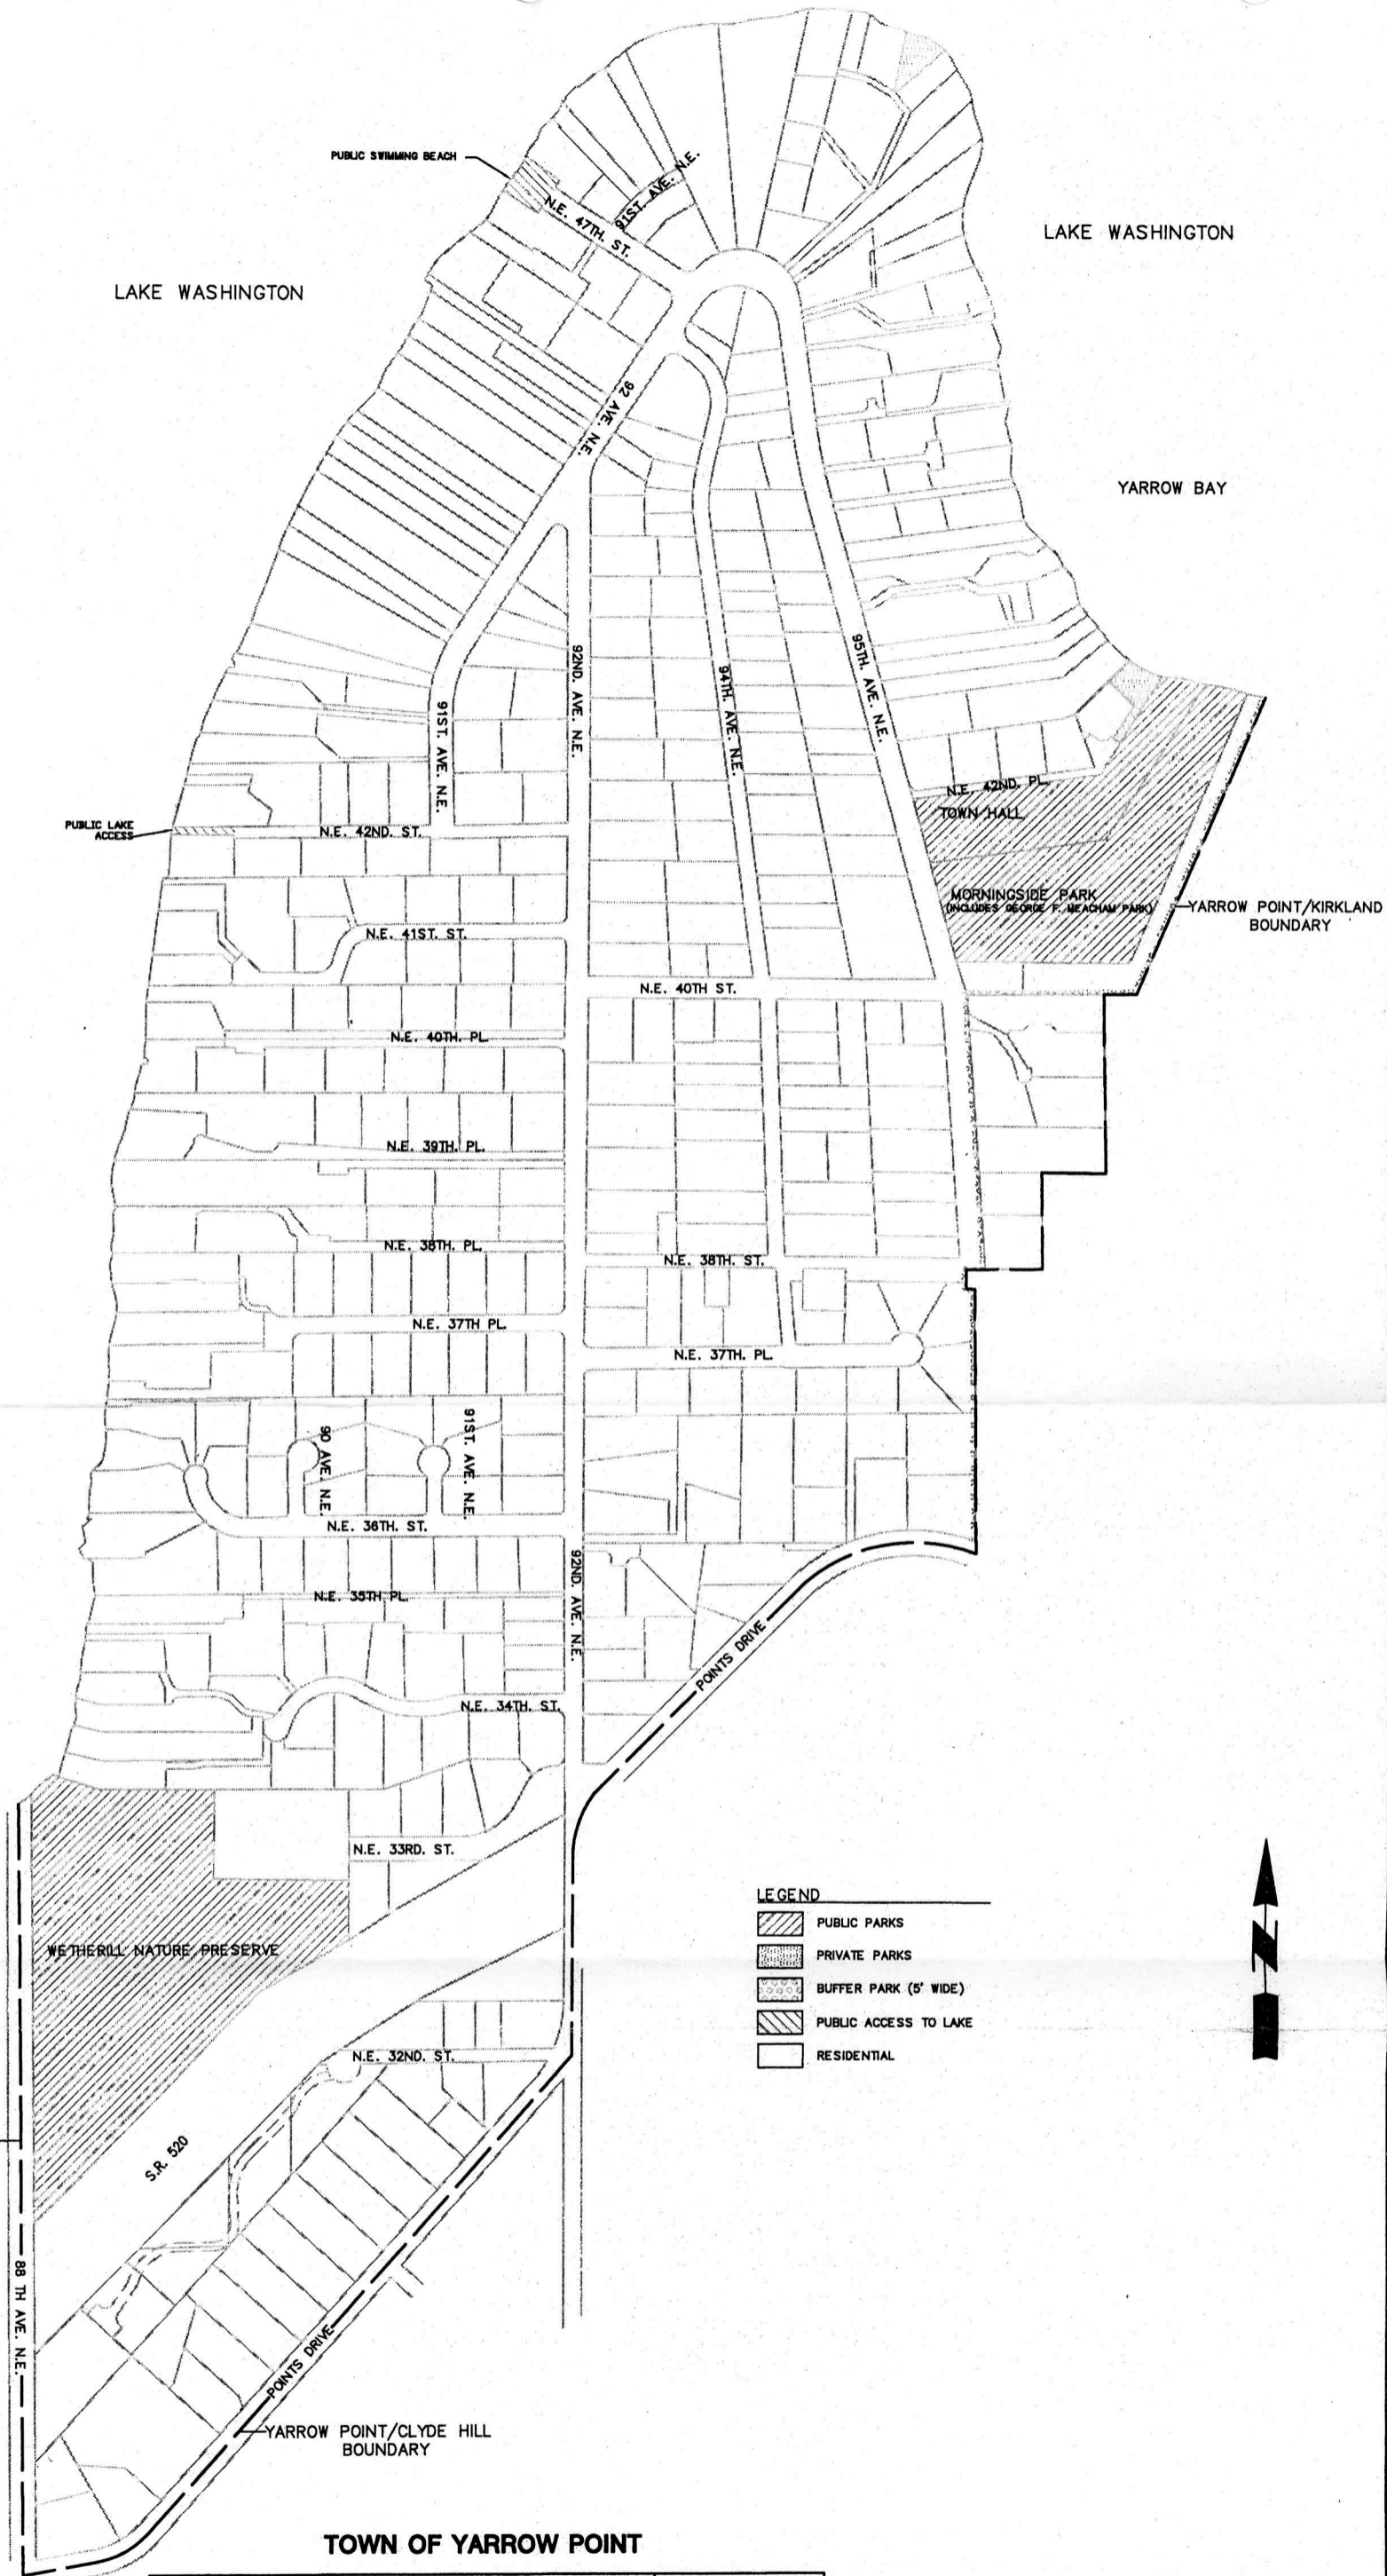 PUBLIC SWIMMING BEACH
N.E. 47TH. ST.
91ST. AVE. N.E.
LAKE WASHINGTON
LAKE WASHINGTON
92 AVE. N.E.
YARROW BAY
92ND. AVE. N.E.
91ST. AVE. N.E.
94TH. AVE. N.E.
95TH. AVE. N.E.
N.E. 42ND. PL.
TOWN HALL
PUBLIC LAKE
ACCESS
N.E. 42ND. ST.
MORNINGSIDE PARK
(INCLUDES GEORGE F. MEACHAM PARK)
YARROW POINT/KIRKLAND
BOUNDARY
N.E. 41ST. ST.
N.E. 40TH ST.
N.E. 40TH. PL.
N.E. 39TH. PL.
N.E. 38TH. PL.
N.E. 38TH. ST.
N.E. 37TH PL.
N.E. 37TH. PL.
90 AVE. N.E.
91ST. AVE. N.E.
N.E. 36TH. ST.
92ND. AVE. N.E.
N.E. 35TH PL.
POINTS DRIVE
N.E. 34TH. ST.
N.E. 33RD. ST.
WETHERILL NATURE PRESERVE
LEGEND
PUBLIC PARKS
PRIVATE PARKS
BUFFER PARK (5' WIDE)
PUBLIC ACCESS TO LAKE
RESIDENTIAL
N
N.E. 32ND. ST.
S.R. 520
88 TH AVE. N.E.
POINTS DRIVE
YARROW POINT/CLYDE HILL
BOUNDARY
TOWN OF YARROW POINT